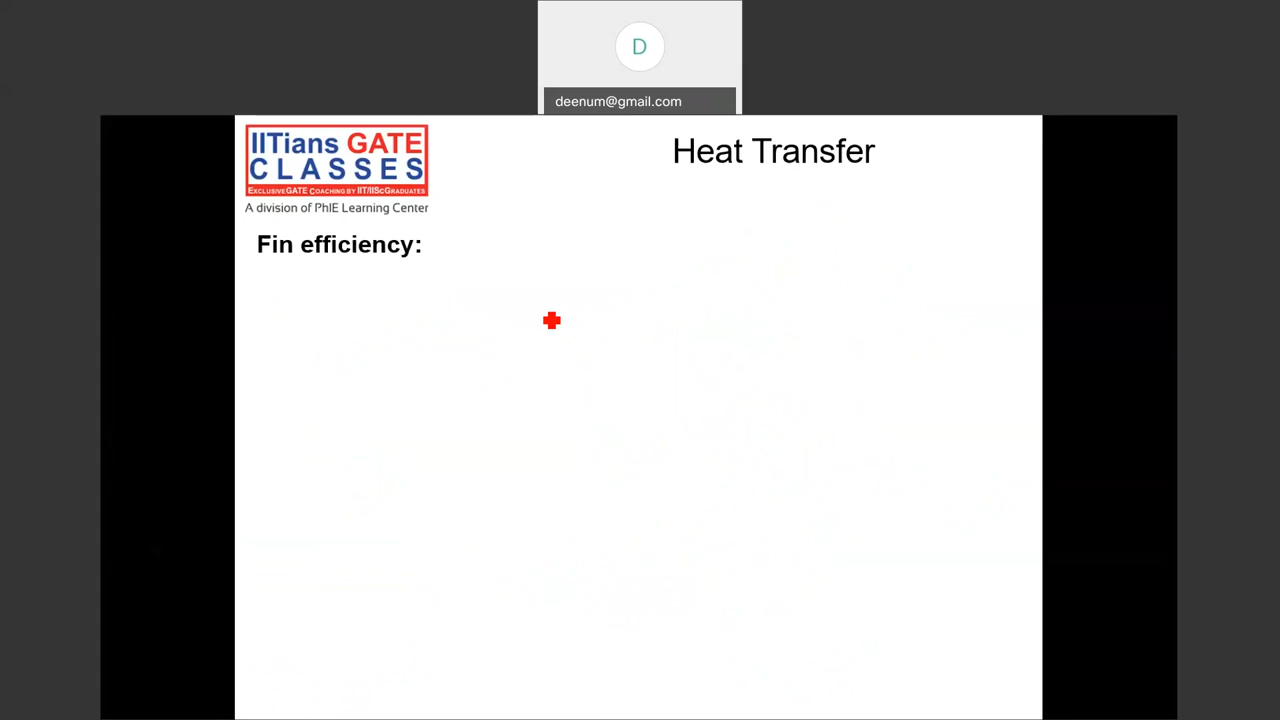 D
deenum@gmail.com
IITians GATE
CLASSES
EXCLUSIVE GATE COACHING BY IIT/IISC GRADUATES
A division of PhIE Learning Center
Heat Transfer
Fin efficiency: